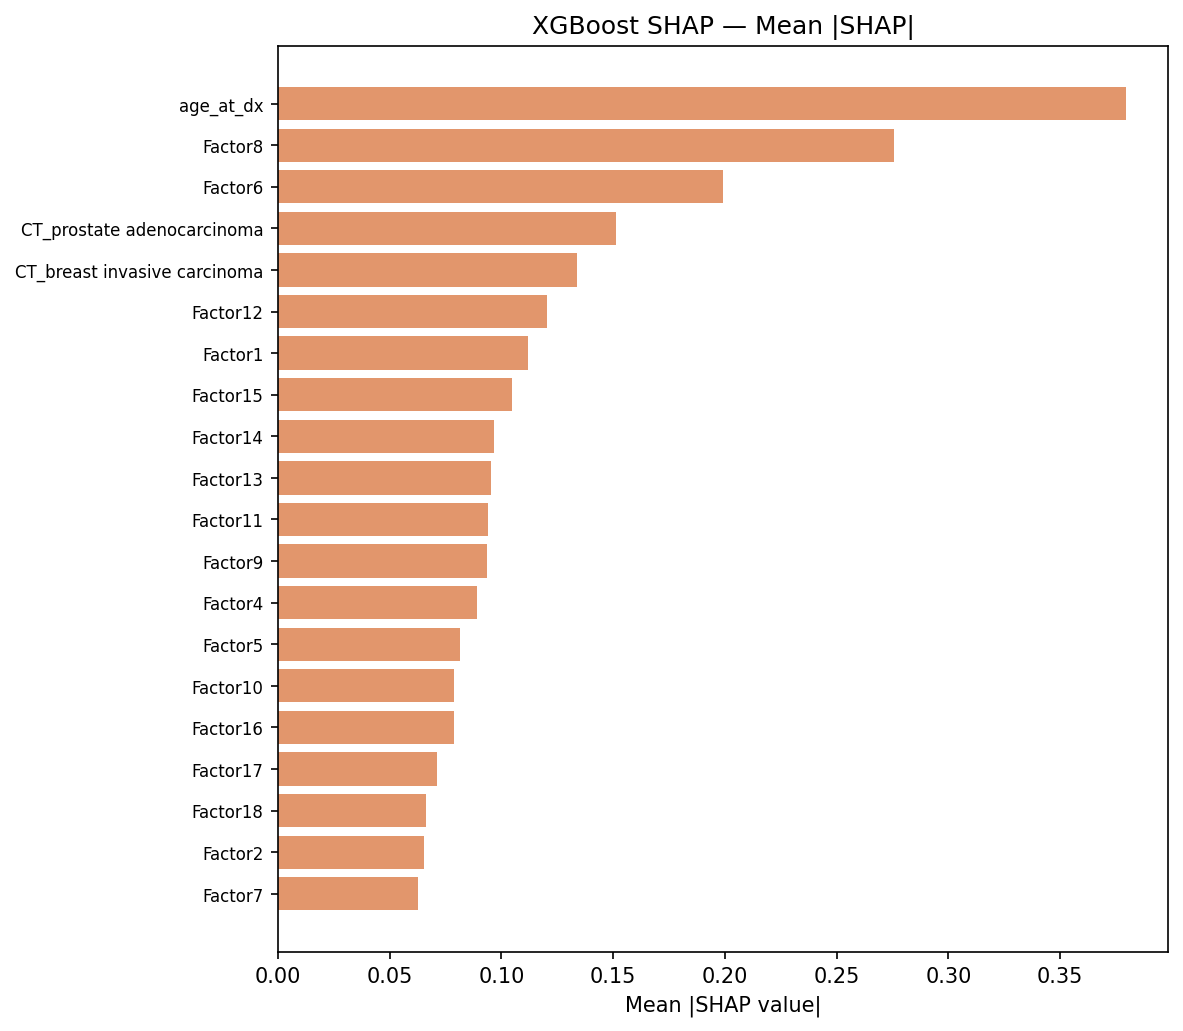 XGBoost SHAP — Mean |SHAP|
age_at_dx
Factor8
Factor6
CT_prostate adenocarcinoma
CT_breast invasive carcinoma
Factor12
Factor1
Factor15
Factor14
Factor13
Factor11
Factor9
Factor4
Factor5
Factor10
Factor16
Factor17
Factor18
Factor2
Factor7
0.00 0.05 0.10 0.15 0.20 0.25 0.30 0.35
Mean |SHAP value|